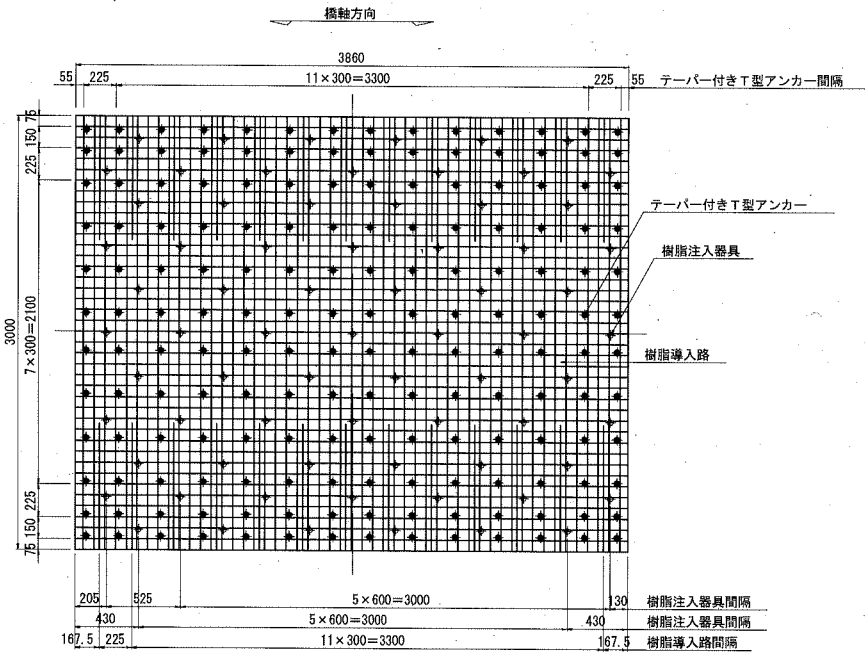 橋軸方向
3860
55 225 11×300=3300 225 55 テーパー付きT型アンカー間隔
75
150
225
テーパー付きT型アンカー
樹脂注入器具
3000
7×300=2100
樹脂導入路
225
150
75
205 525 5×600=3000 130 樹脂注入器具間隔
430 5×600=3000 430 樹脂注入器具間隔
167.5 225 11×300=3300 167.5 樹脂導入路間隔